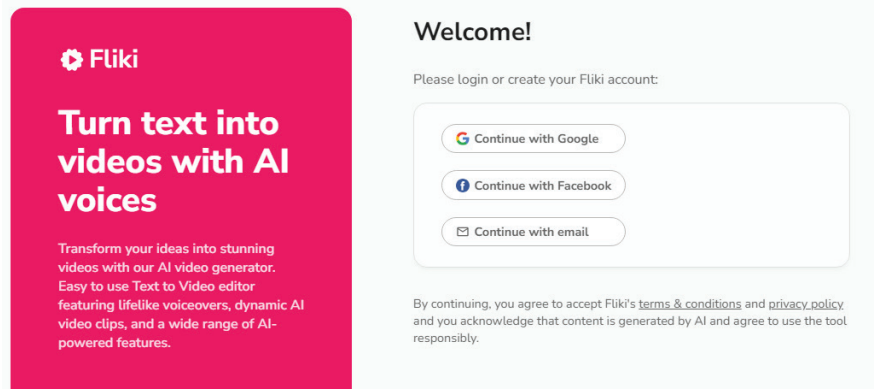 Fliki
Turn text into
videos with AI
voices
Transform your ideas into stunning
videos with our AI video generator.
Easy to use Text to Video editor
featuring lifelike voiceovers, dynamic AI
video clips, and a wide range of AI-
powered features.
Welcome!
Please login or create your Fliki account:
Continue with Google
Continue with Facebook
Continue with email
By continuing, you agree to accept Fliki's terms & conditions and privacy policy
and you acknowledge that content is generated by AI and agree to use the tool
responsibly.